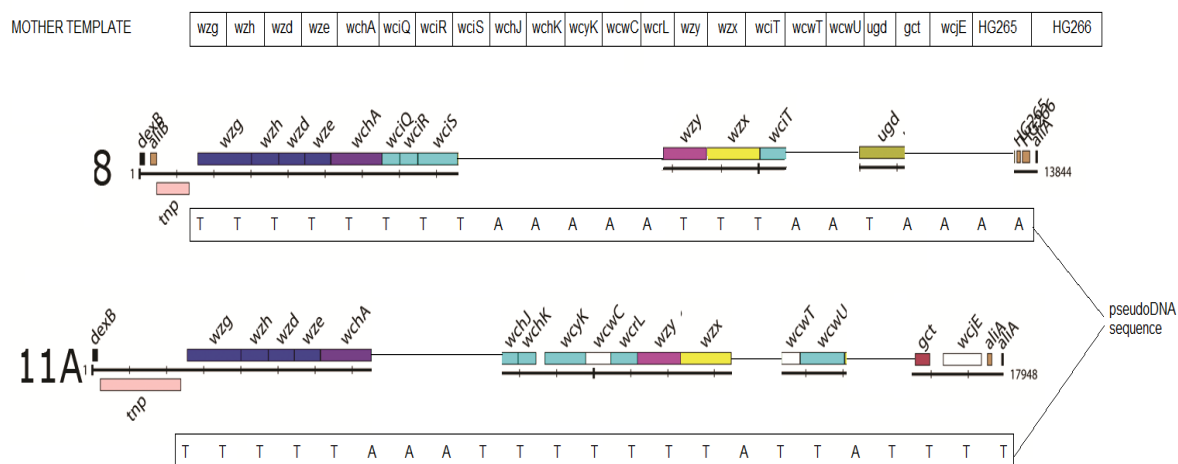 MOTHER TEMPLATE wzg wzh wzd wze wchA wciQ wciR wciS wchJ wchK wcyK wcwC wcrL wzy wzx wciT wcwT wcwU ugd gct wcjE HG265 HG266
dexB aliB wzg wzh wzd wze wchA wciQ wciR wciS wzy wzx wciT ugd HG265 HG266 aliA
8 1 13844
tnp
T T T T T T T T A A A A A T T T A A T A A A A
pseudoDNA
sequence
dexB wzg wzh wzd wze wchA wchJ wchK wcyK wcwC wcrL wzy wzx wcwT wcwU gct wcjE aliA aliA
11A 1 17948
tnp
T T T T T A A A T T T T T T T A T T A T T T T